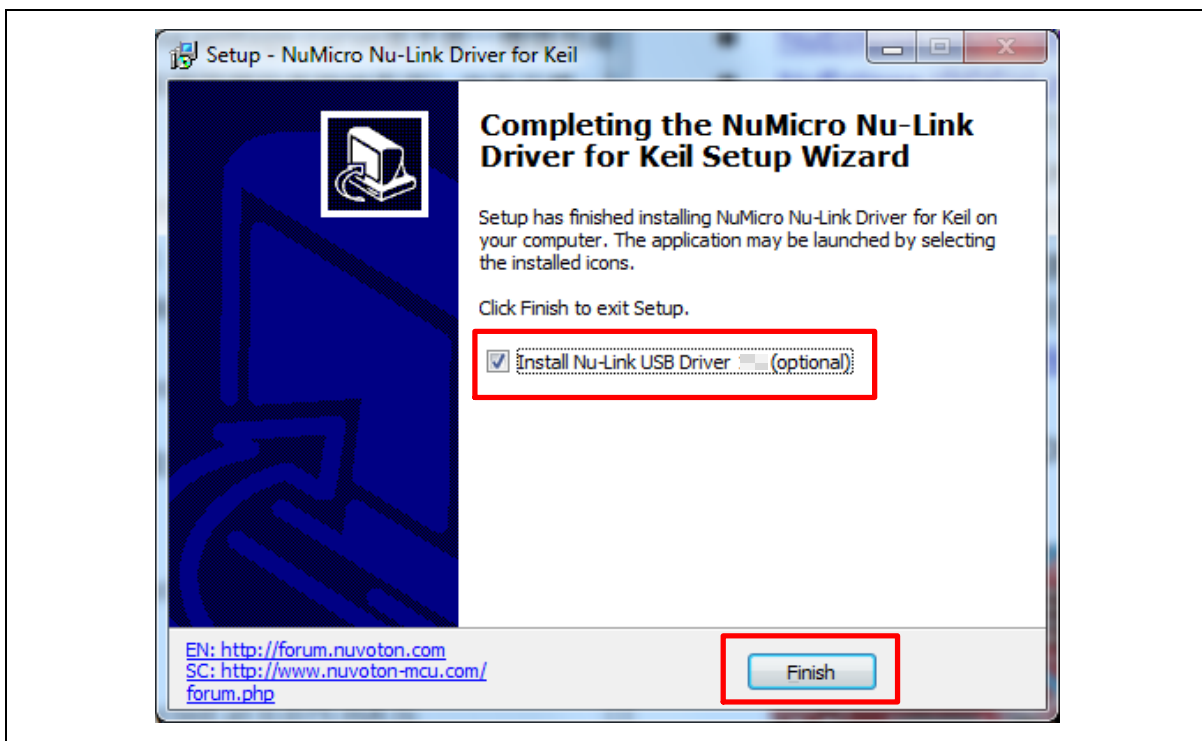 Setup - NuMicro Nu-Link Driver for Keil
Completing the NuMicro Nu-Link
Driver for Keil Setup Wizard
Setup has finished installing NuMicro Nu-Link Driver for Keil on
your computer. The application may be launched by selecting
the installed icons.
Click Finish to exit Setup.
Install Nu-Link USB Driver (optional)
EN: http://forum.nuvoton.com
SC: http://www.nuvoton-mcu.com/
forum.php
Finish